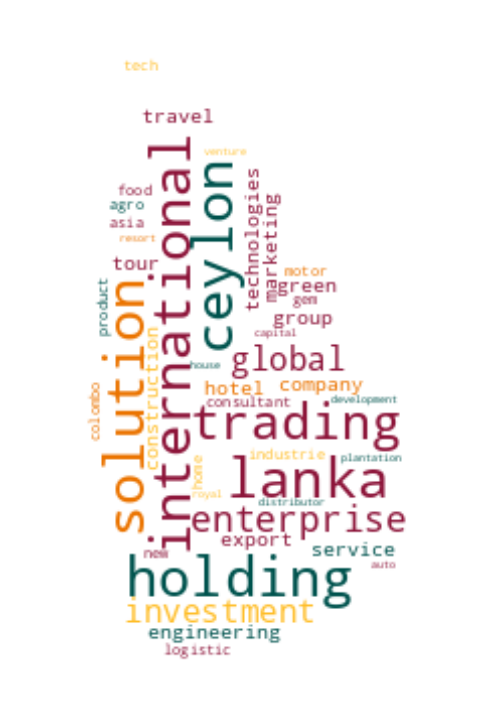 tech
travel
venture
international
ceylon
technologies
marketing
food
agro
asia
resort
tour
motor
green
gem
product
group
capital
solution
construction
house
global
hotel
company
colombo
consultant
development
trading
industrie
plantation
home
lanka
royal
distributor
enterprise
export
service
new
auto
holding
investment
engineering
logistic